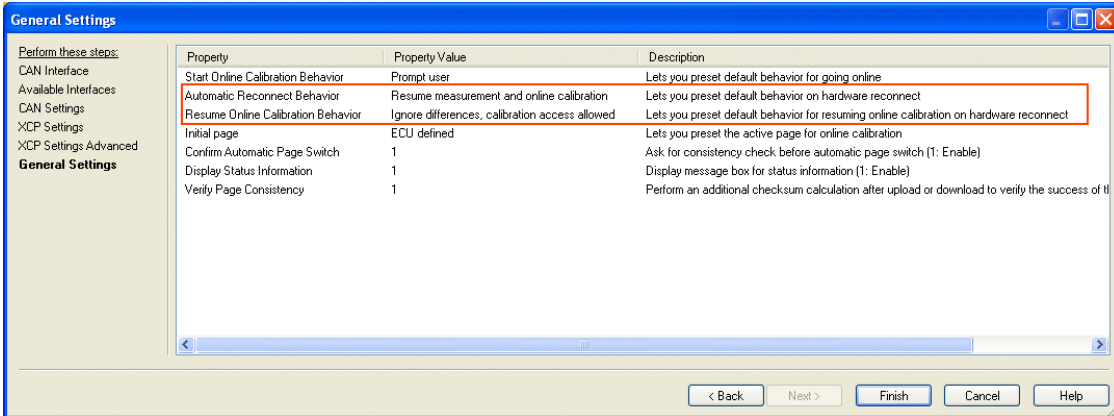 General Settings
Perform these steps:
CAN Interface
Available Interfaces
CAN Settings
XCP Settings
XCP Settings Advanced
General Settings
Property Property Value Description
Start Online Calibration Behavior Prompt user Lets you preset default behavior for going online
Automatic Reconnect Behavior Resume measurement and online calibration Lets you preset default behavior on hardware reconnect
Resume Online Calibration Behavior Ignore differences, calibration access allowed Lets you preset default behavior for resuming online calibration on hardware reconnect
Initial page ECU defined Lets you preset the active page for online calibration
Confirm Automatic Page Switch 1 Ask for consistency check before automatic page switch (1: Enable)
Display Status Information 1 Display message box for status information (1: Enable)
Verify Page Consistency 1 Perform an additional checksum calculation after upload or download to verify the success of
< Back Next > Finish Cancel Help